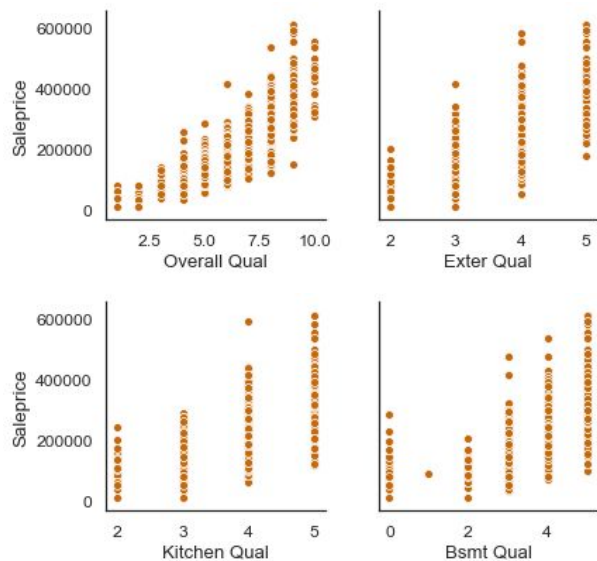 600000
400000
200000
0
Saleprice
2.5 5.0 7.5 10.0
Overall Qual
2 3 4 5
Exter Qual
600000
400000
200000
0
Saleprice
2 3 4 5
Kitchen Qual
0 2 4
Bsmt Qual